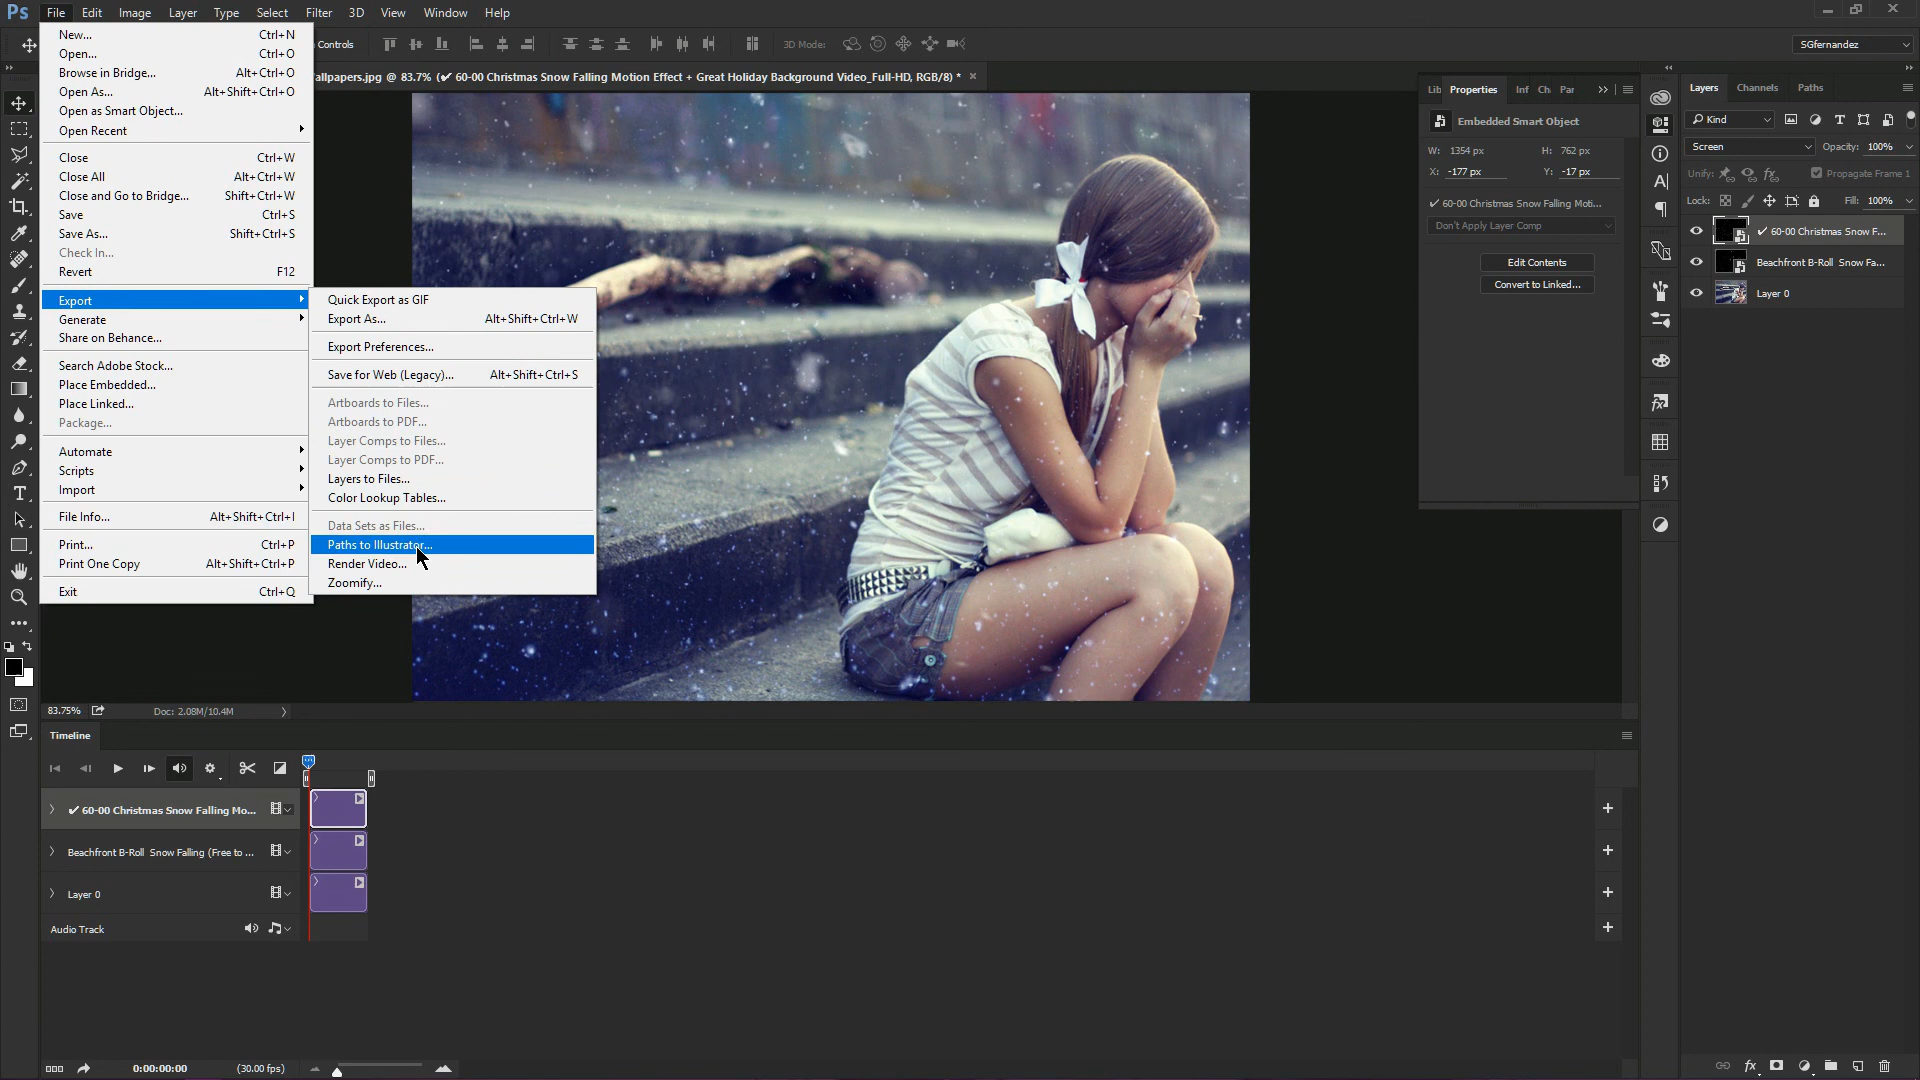 Ps File Edit Image Layer Type Select Filter 3D View Window Help
New... Ctrl+N
Open... Ctrl+O
Browse in Bridge... Alt+Ctrl+O
Open As... Alt+Shift+Ctrl+O
Open as Smart Object...
Open Recent
Close Ctrl+W
Close All Alt+Ctrl+W
Close and Go to Bridge... Shift+Ctrl+W
Save Ctrl+S
Save As... Shift+Ctrl+S
Check In...
Revert F12
Export
Generate
Share on Behance...
Search Adobe Stock...
Place Embedded...
Place Linked...
Package...
Automate
Scripts
Import
File Info... Alt+Shift+Ctrl+I
Print... Ctrl+P
Print One Copy Alt+Shift+Ctrl+P
Exit Ctrl+Q
Quick Export as GIF
Export As... Alt+Shift+Ctrl+W
Export Preferences...
Save for Web (Legacy)... Alt+Shift+Ctrl+S
Artboards to Files...
Artboards to PDF...
Layer Comps to Files...
Layer Comps to PDF...
Layers to Files...
Color Lookup Tables...
Data Sets as Files...
Paths to Illustrator...
Render Video...
Zoomify...
Controls 3D Mode: SGfernandez
allpapers.jpg @ 83.7% (✔ 60-00 Christmas Snow Falling Motion Effect + Great Holiday Background Video_Full-HD, RGB/8) * ×
Lib Properties Inf Ch Par
Embedded Smart Object
W: 1354 px H: 762 px
X: -177 px Y: -17 px
✔ 60-00 Christmas Snow Falling Moti...
Don't Apply Layer Comp
Edit Contents
Convert to Linked...
Layers Channels Paths
Kind
Screen Opacity: 100%
Unify: Propagate Frame 1
Lock: Fill: 100%
✔ 60-00 Christmas Snow F...
Beachfront B-Roll Snow Fa...
Layer 0
83.75% Doc: 2.08M/10.4M
Timeline
✔ 60-00 Christmas Snow Falling Mo...
Beachfront B-Roll Snow Falling (Free to ...
Layer 0
Audio Track
0:00:00:00 (30.00 fps)